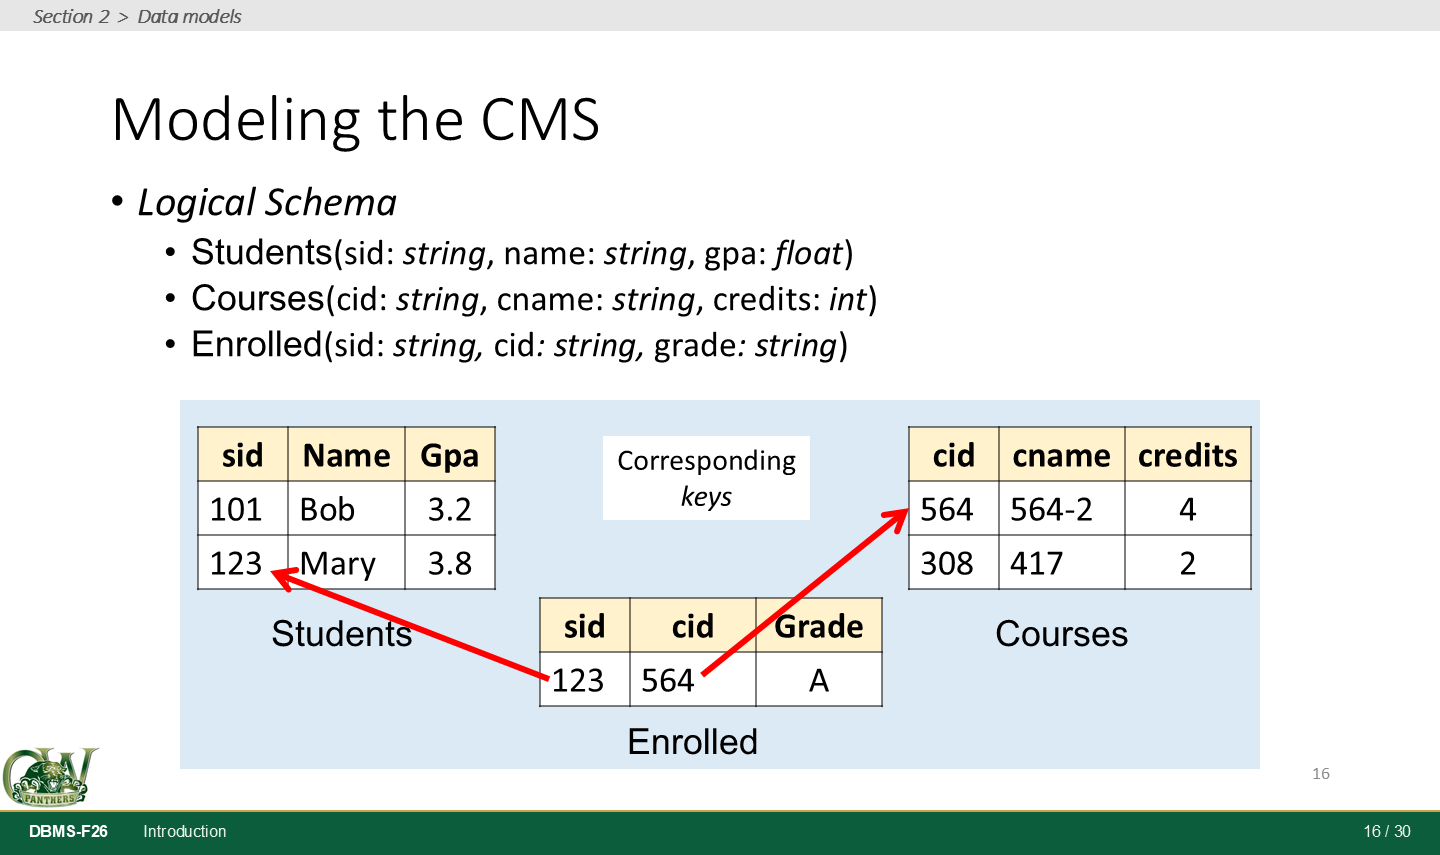 Section 2 > Data models
Modeling the CMS
• Logical Schema
• Students(sid: string, name: string, gpa: float)
• Courses(cid: string, cname: string, credits: int)
• Enrolled(sid: string, cid: string, grade: string)
sid Name Gpa
101 Bob 3.2
123 Mary 3.8
Students
Corresponding
keys
cid cname credits
564 564-2 4
308 417 2
Courses
sid cid Grade
123 564 A
Enrolled
16
OW
PANTHERS
DBMS-F26 Introduction 16 / 30